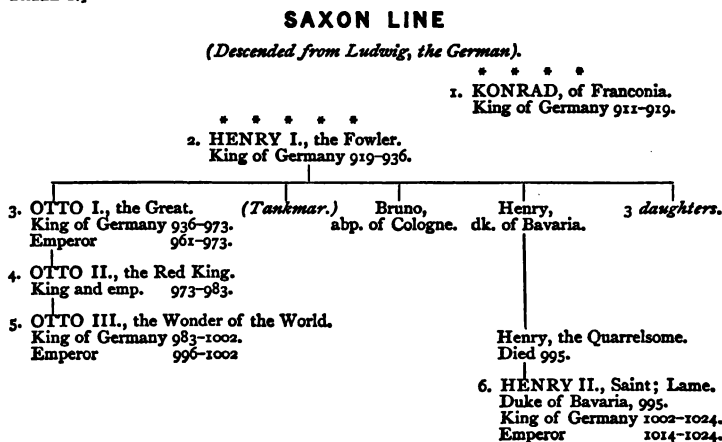 SAXON LINE
(Descended from Ludwig, the German).
* * * *
1. KONRAD, of Franconia.
King of Germany 911–919.
* * * * *
2. HENRY I., the Fowler.
King of Germany 919–936.
3. OTTO I., the Great.
King of Germany 936–973.
Emperor 961–973.
(Tankmar.)
Bruno,
abp. of Cologne.
Henry,
dk. of Bavaria.
3 daughters.
4. OTTO II., the Red King.
King and emp. 973–983.
5. OTTO III., the Wonder of the World.
King of Germany 983–1002.
Emperor 996–1002
Henry, the Quarrelsome.
Died 995.
6. HENRY II., Saint; Lame.
Duke of Bavaria, 995.
King of Germany 1002–1024.
Emperor 1014–1024.